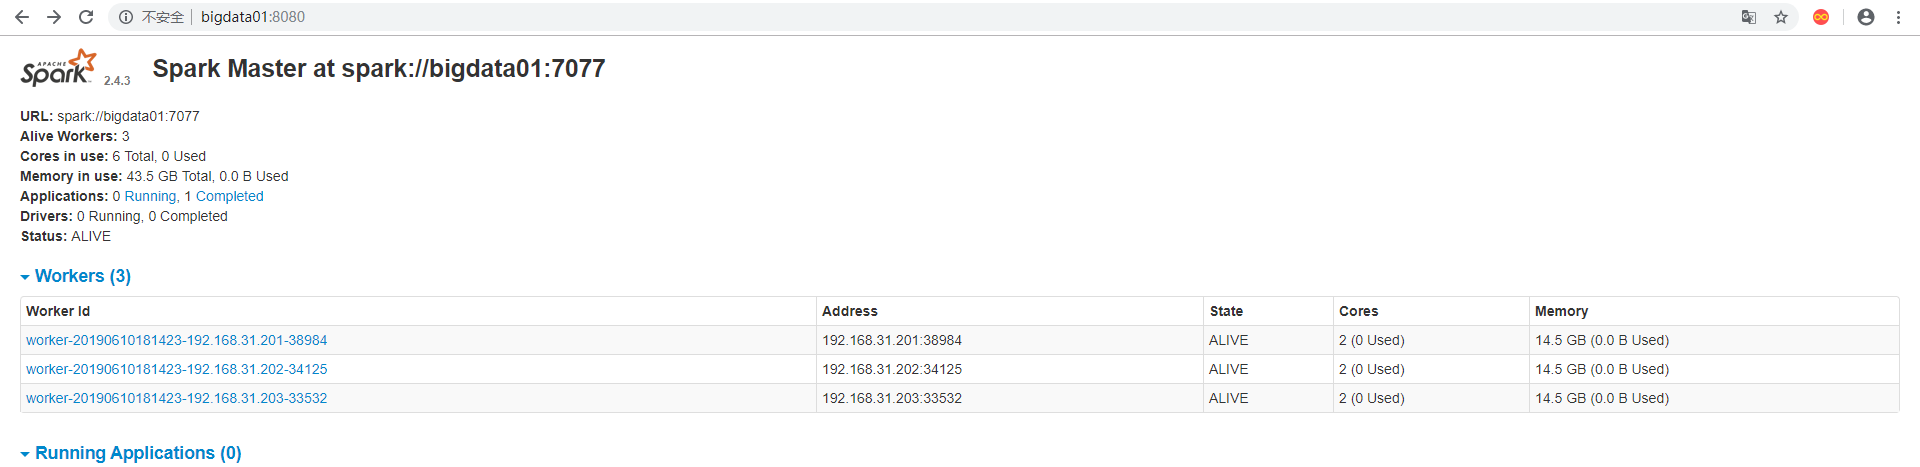 不安全 bigdata01:8080
APACHE Spark 2.4.3 Spark Master at spark://bigdata01:7077
URL: spark://bigdata01:7077
Alive Workers: 3
Cores in use: 6 Total, 0 Used
Memory in use: 43.5 GB Total, 0.0 B Used
Applications: 0 Running, 1 Completed
Drivers: 0 Running, 0 Completed
Status: ALIVE
Workers (3)
Worker Id Address State Cores Memory
worker-20190610181423-192.168.31.201-38984 192.168.31.201:38984 ALIVE 2 (0 Used) 14.5 GB (0.0 B Used)
worker-20190610181423-192.168.31.202-34125 192.168.31.202:34125 ALIVE 2 (0 Used) 14.5 GB (0.0 B Used)
worker-20190610181423-192.168.31.203-33532 192.168.31.203:33532 ALIVE 2 (0 Used) 14.5 GB (0.0 B Used)
Running Applications (0)